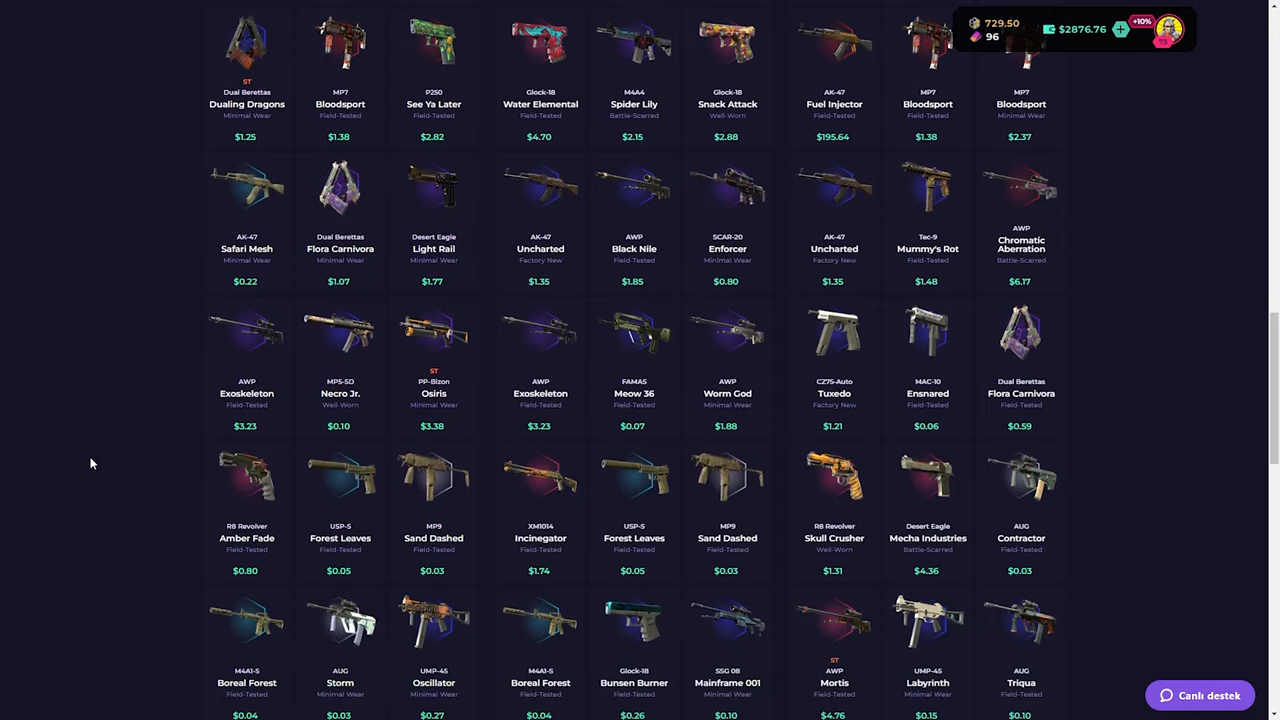 729.50
96
$2876.76
+10%
ST
Dual Berettas
Dualing Dragons
Minimal Wear
$1.25
MP7
Bloodsport
Field-Tested
$1.38
P250
See Ya Later
Field-Tested
$2.82
Glock-18
Water Elemental
Field-Tested
$4.70
M4A4
Spider Lily
Battle-Scarred
$2.15
Glock-18
Snack Attack
Well-Worn
$2.88
AK-47
Fuel Injector
Field-Tested
$195.64
MP7
Bloodsport
Field-Tested
$1.38
MP7
Bloodsport
Minimal Wear
$2.37
AK-47
Safari Mesh
Minimal Wear
$0.22
Dual Berettas
Flora Carnivora
Minimal Wear
$1.07
Desert Eagle
Light Rail
Minimal Wear
$1.77
AK-47
Uncharted
Factory New
$1.35
AWP
Black Nile
Field-Tested
$1.85
SCAR-20
Enforcer
Minimal Wear
$0.80
AK-47
Uncharted
Factory New
$1.35
Tec-9
Mummy's Rot
Field-Tested
$1.48
AWP
Chromatic
Aberration
Battle-Scarred
$6.17
AWP
Exoskeleton
Field-Tested
$3.23
MP5-SD
Necro Jr.
Well-Worn
$0.10
ST
PP-Bizon
Osiris
Minimal Wear
$3.38
AWP
Exoskeleton
Field-Tested
$3.23
FAMAS
Meow 36
Field-Tested
$0.07
AWP
Worm God
Minimal Wear
$1.88
CZ75-Auto
Tuxedo
Factory New
$1.21
MAC-10
Ensnared
Field-Tested
$0.06
Dual Berettas
Flora Carnivora
Field-Tested
$0.59
R8 Revolver
Amber Fade
Field-Tested
$0.80
USP-S
Forest Leaves
Field-Tested
$0.05
MP9
Sand Dashed
Field-Tested
$0.03
XM1014
Incinegator
Field-Tested
$1.74
USP-S
Forest Leaves
Field-Tested
$0.05
MP9
Sand Dashed
Field-Tested
$0.03
R8 Revolver
Skull Crusher
Well-Worn
$1.31
Desert Eagle
Mecha Industries
Battle-Scarred
$4.36
AUG
Contractor
Field-Tested
$0.03
M4A1-S
Boreal Forest
Field-Tested
$0.04
AUG
Storm
Minimal Wear
$0.03
UMP-45
Oscillator
Minimal Wear
$0.27
M4A1-S
Boreal Forest
Field-Tested
$0.04
Glock-18
Bunsen Burner
Field-Tested
$0.26
SSG 08
Mainframe 001
Minimal Wear
$0.10
ST
AWP
Mortis
Field-Tested
$4.76
UMP-45
Labyrinth
Minimal Wear
$0.15
AUG
Triqua
Field-Tested
$0.10
Canlı destek